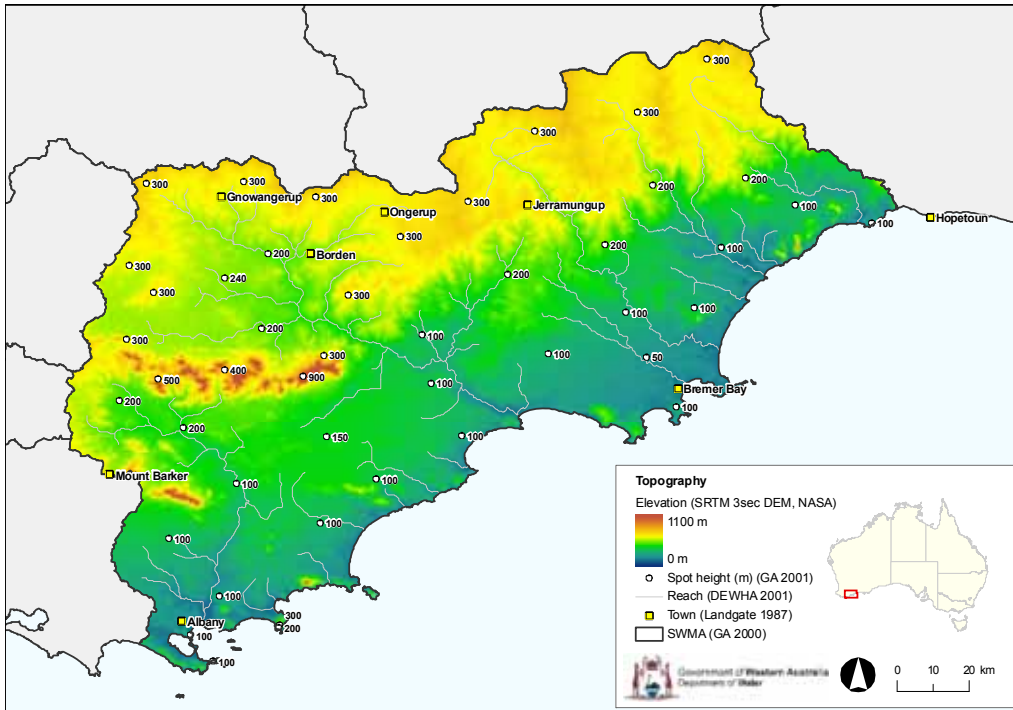 300
300
300
300
300
Gnowangerup
300
200
200
100
300
Ongerup
Jerramungup
Hopetoun
100
300
200
100
200
Borden
300
240
200
300
300
100
100
200
100
300
300
100
50
400
500
900
100
Bremer Bay
200
100
200
150
100
Mount Barker
100
100
100
100
100
300
Albany
200
100
100
Topography
Elevation (SRTM 3sec DEM, NASA)
1100 m
0 m
Spot height (m) (GA 2001)
Reach (DEWHA 2001)
Town (Landgate 1987)
SWMA (GA 2000)
Government of Western Australia
Department of Water
0 10 20 km